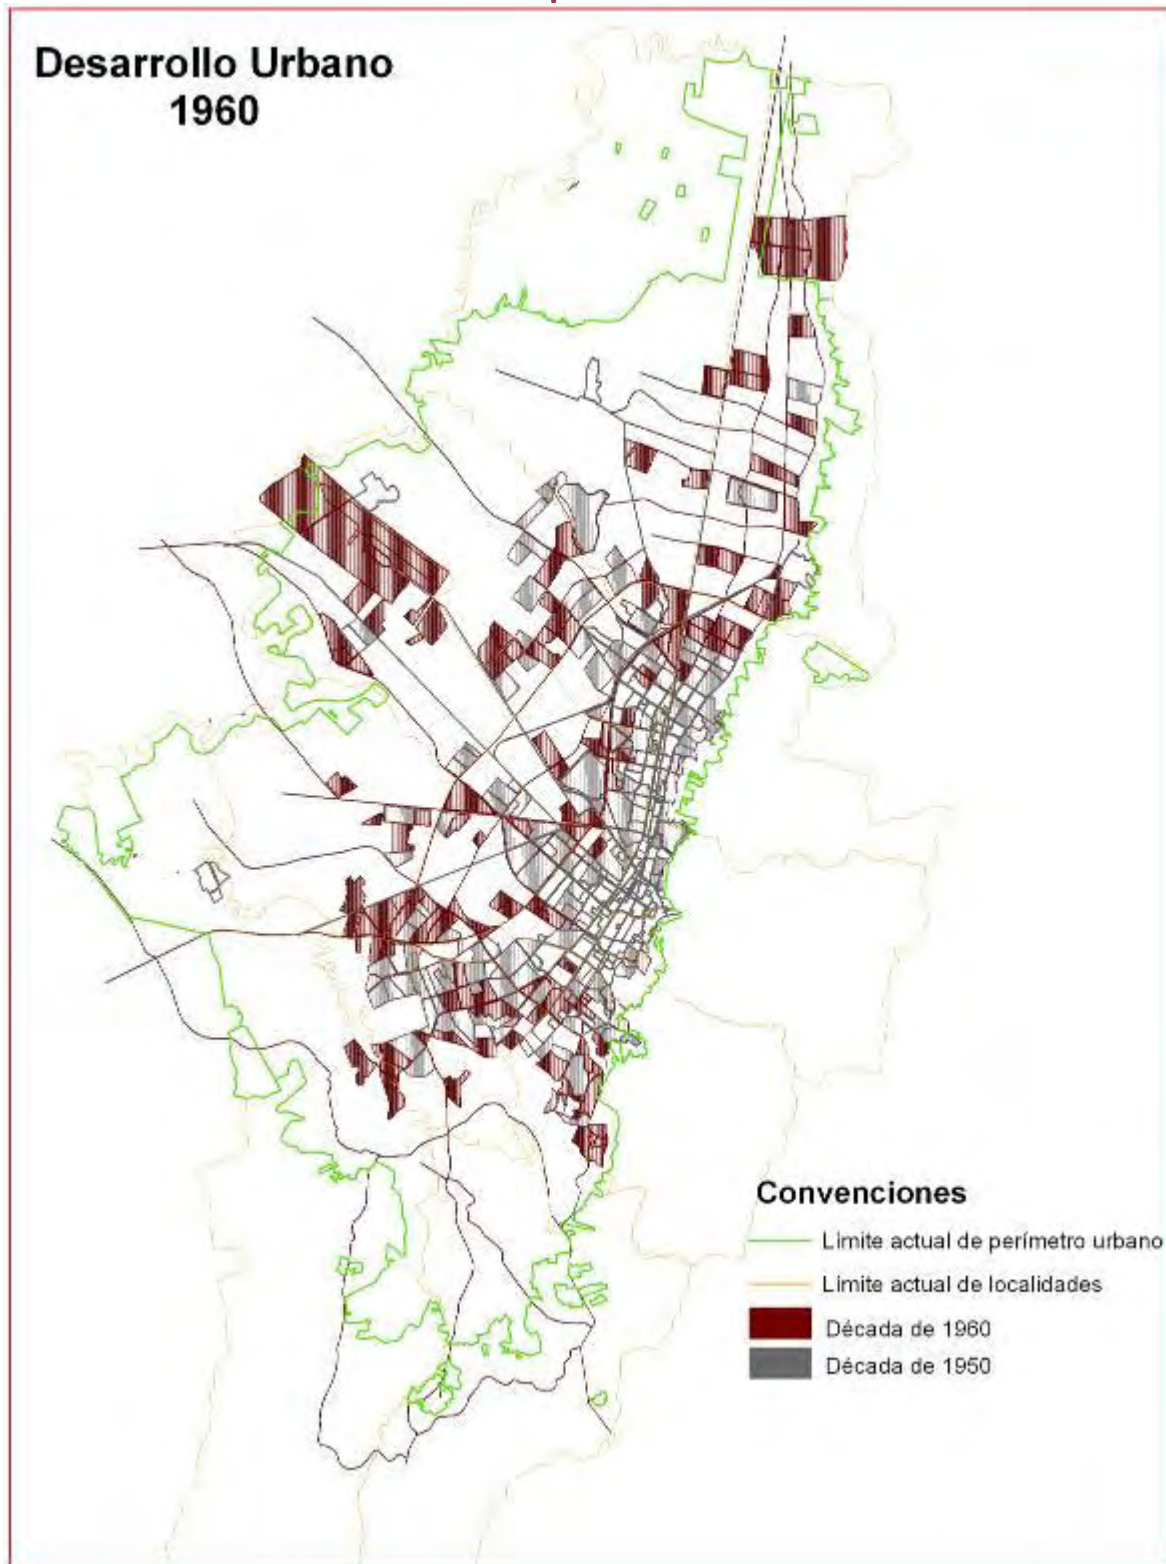 Desarrollo Urbano
1960
Convenciones
Limite actual de perímetro urbano
Limite actual de localidades
Década de 1960
Década de 1950